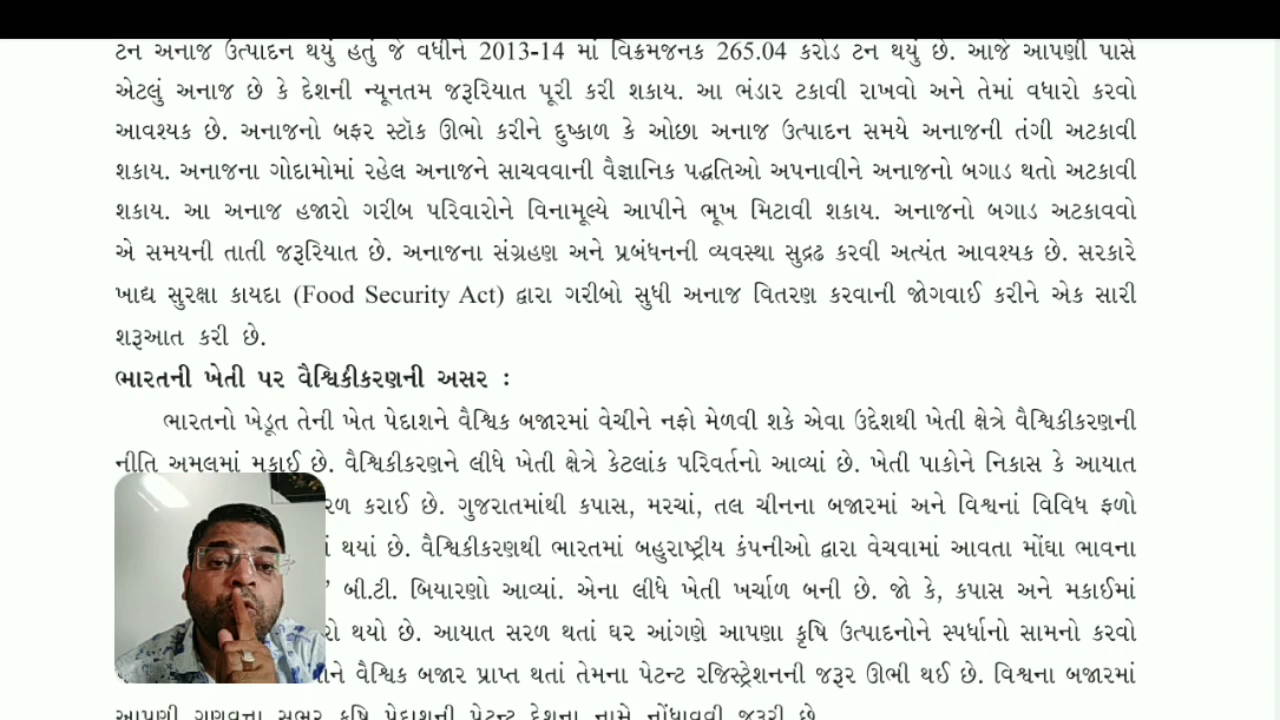 ટન અનાજ ઉત્પાદન થયું હતું જે વધીને 2013-14 માં વિક્રમજનક 265.04 કરોડ ટન થયું છે. આજે આપણી પાસે
એટલું અનાજ છે કે દેશની ન્યૂનતમ જરૂરિયાત પૂરી કરી શકાય. આ ભંડાર ટકાવી રાખવો અને તેમાં વધારો કરવો
આવશ્યક છે. અનાજનો બફર સ્ટૉક ઊભો કરીને દુષ્કાળ કે ઓછા અનાજ ઉત્પાદન સમયે અનાજની તંગી અટકાવી
શકાય. અનાજના ગોદામોમાં રહેલ અનાજને સાચવવાની વૈજ્ઞાનિક પદ્ધતિઓ અપનાવીને અનાજનો બગાડ થતો અટકાવી
શકાય. આ અનાજ હજારો ગરીબ પરિવારોને વિનામૂલ્યે આપીને ભૂખ મિટાવી શકાય. અનાજનો બગાડ અટકાવવો
એ સમયની તાતી જરૂરિયાત છે. અનાજના સંગ્રહણ અને પ્રબંધનની વ્યવસ્થા સુદ્રઢ કરવી અત્યંત આવશ્યક છે. સરકારે
ખાદ્ય સુરક્ષા કાયદા (Food Security Act) દ્વારા ગરીબો સુધી અનાજ વિતરણ કરવાની જોગવાઈ કરીને એક સારી
શરૂઆત કરી છે.
ભારતની ખેતી પર વૈશ્વિકીકરણની અસર :
ભારતનો ખેડૂત તેની ખેત પેદાશને વૈશ્વિક બજારમાં વેચીને નફો મેળવી શકે એવા ઉદ્દેશથી ખેતી ક્ષેત્રે વૈશ્વિકીકરણની
નીતિ અમલમાં મકાઈ છે. વૈશ્વિકીકરણને લીધે ખેતી ક્ષેત્રે કેટલાંક પરિવર્તનો આવ્યાં છે. ખેતી પાકોને નિકાસ કે આયાત
કરાઈ છે. ગુજરાતમાંથી કપાસ, મરચાં, તલ ચીનના બજારમાં અને વિશ્વનાં વિવિધ ફળો
થયાં છે. વૈશ્વિકીકરણથી ભારતમાં બહુરાષ્ટ્રીય કંપનીઓ દ્વારા વેચવામાં આવતા મોંઘા ભાવના
બી.ટી. બિયારણો આવ્યાં. એના લીધે ખેતી ખર્ચાળ બની છે. જો કે, કપાસ અને મકાઈમાં
થયો છે. આયાત સરળ થતાં ઘર આંગણે આપણા કૃષિ ઉત્પાદનોને સ્પર્ધાનો સામનો કરવો
વૈશ્વિક બજાર પ્રાપ્ત થતાં તેમના પેટન્ટ રજિસ્ટ્રેશનની જરૂર ઊભી થઈ છે. વિશ્વના બજારમાં
આપણી ગુણવત્તા સભર કૃષિ પેદાશની પેટન્ટ દેશના નામે નોંધાવવી જરૂરી છે.